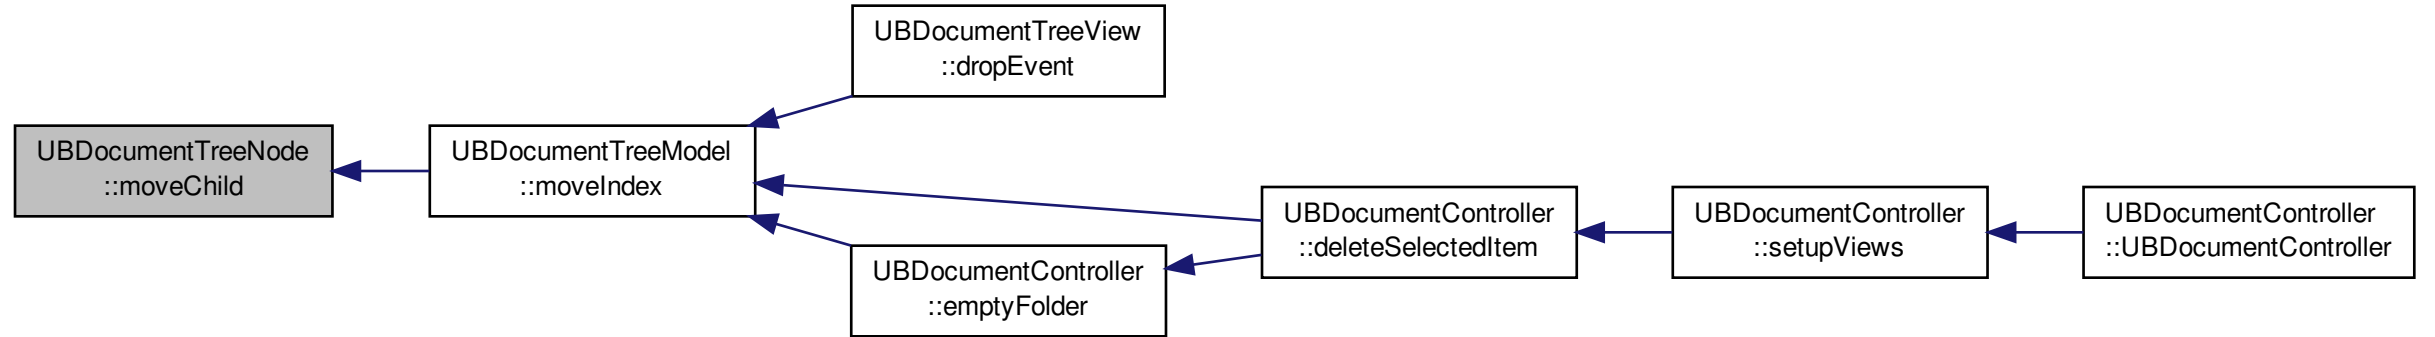 UBDocumentTreeNode
::moveChild
UBDocumentTreeModel
::moveIndex
UBDocumentTreeView
::dropEvent
UBDocumentController
::emptyFolder
UBDocumentController
::deleteSelectedItem
UBDocumentController
::setupViews
UBDocumentController
::UBDocumentController